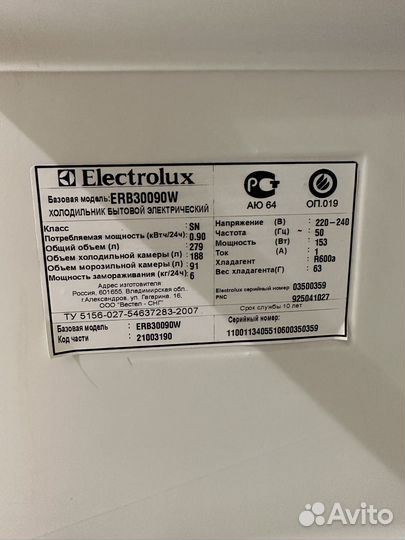 Electrolux
Базовая модель: ERB30090W
ХОЛОДИЛЬНИК БЫТОВОЙ ЭЛЕКТРИЧЕСКИЙ
РС
АЮ 64
ОП.019
Класс SN
Потребляемая мощность (кВтч/24ч) 0.90
Общий объем (л) 279
Объем холодильной камеры (л) 188
Объем морозильной камеры (л) 91
Мощность замораживания (кг/24ч) 6
Напряжение (В) : 220-240
Частота (Гц) ~ : 50
Мощность (Вт) : 153
Ток (А) : 1
Хладагент : R600a
Вес хладагента(Г) : 63
Адрес изготовителя
Россия, 601655, Владимирская обл.,
г.Александров, ул. Гагарина, 16,
ООО "Вестел - СНГ"
Electrolux серийный номер 03500359
PNC 925041027
Срок службы 10 лет
ТУ 5156-027-54637283-2007
Базовая модель : ERB30090W
Код части : 21003190
Серийный номер:
1100113405510600350359
Avito